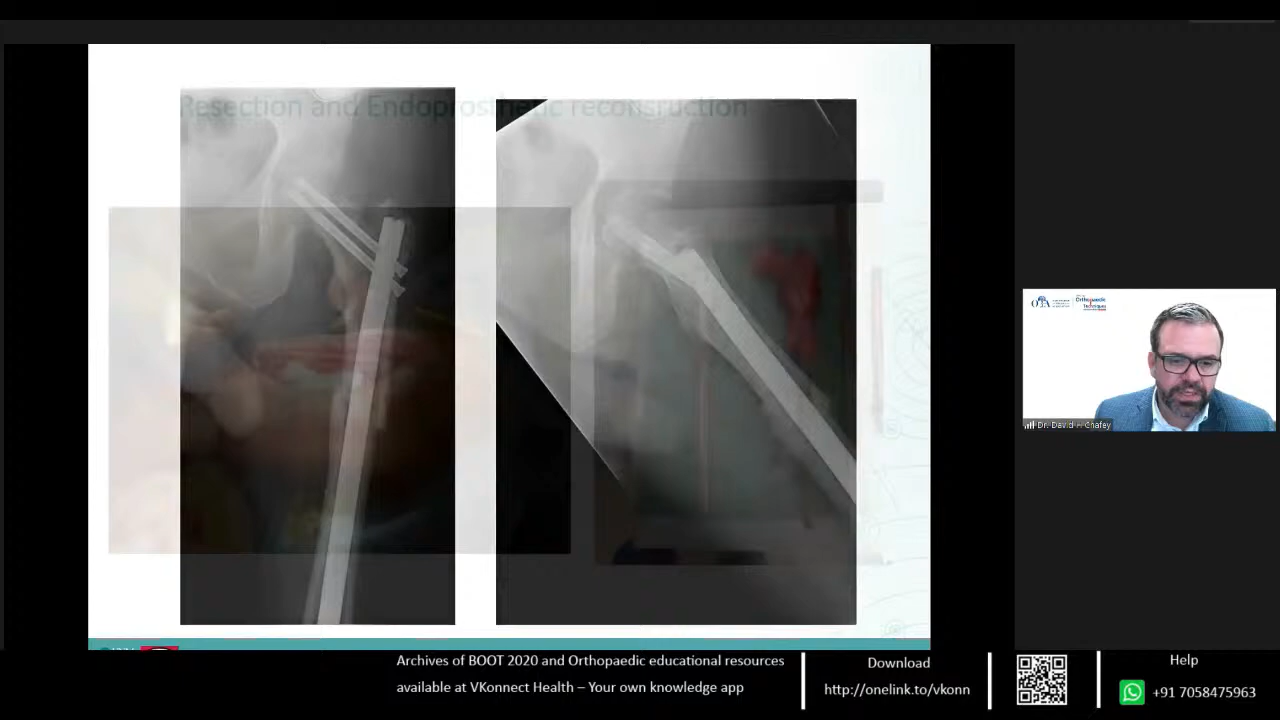 Resection and Endoprosthetic reconsruction
Dr. David A Chafey
Archives of BOOT 2020 and Orthopaedic educational resources
available at VKonnect Health – Your own knowledge app
Download
http://onelink.to/vkonn
Help
+91 7058475963